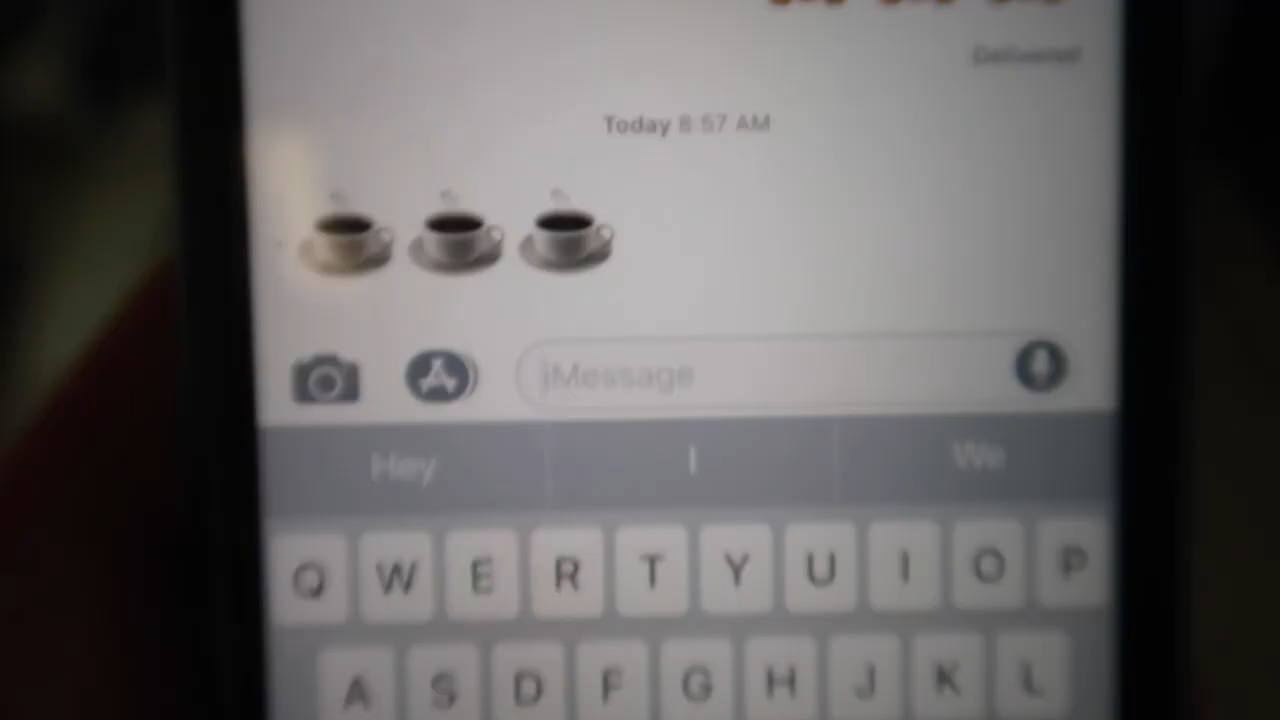 Delivered
Today 8:57 AM
iMessage
Hey I We
Q W E R T Y U I O P
A S D F G H J K L